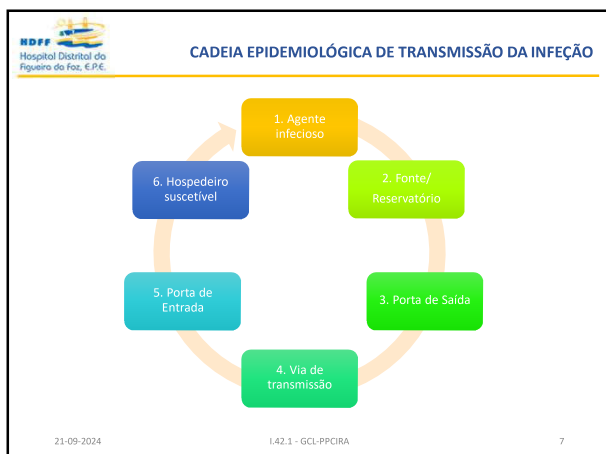 HDFF
Hospital Distrital da
Figueira da Foz, E.P.E.
CADEIA EPIDEMIOLÓGICA DE TRANSMISSÃO DA INFEÇÃO
1. Agente
infecioso
2. Fonte/
Reservatório
3. Porta de Saída
4. Via de
transmissão
5. Porta de
Entrada
6. Hospedeiro
suscetível
21-09-2024
I.42.1 - GCL-PPCIRA
7